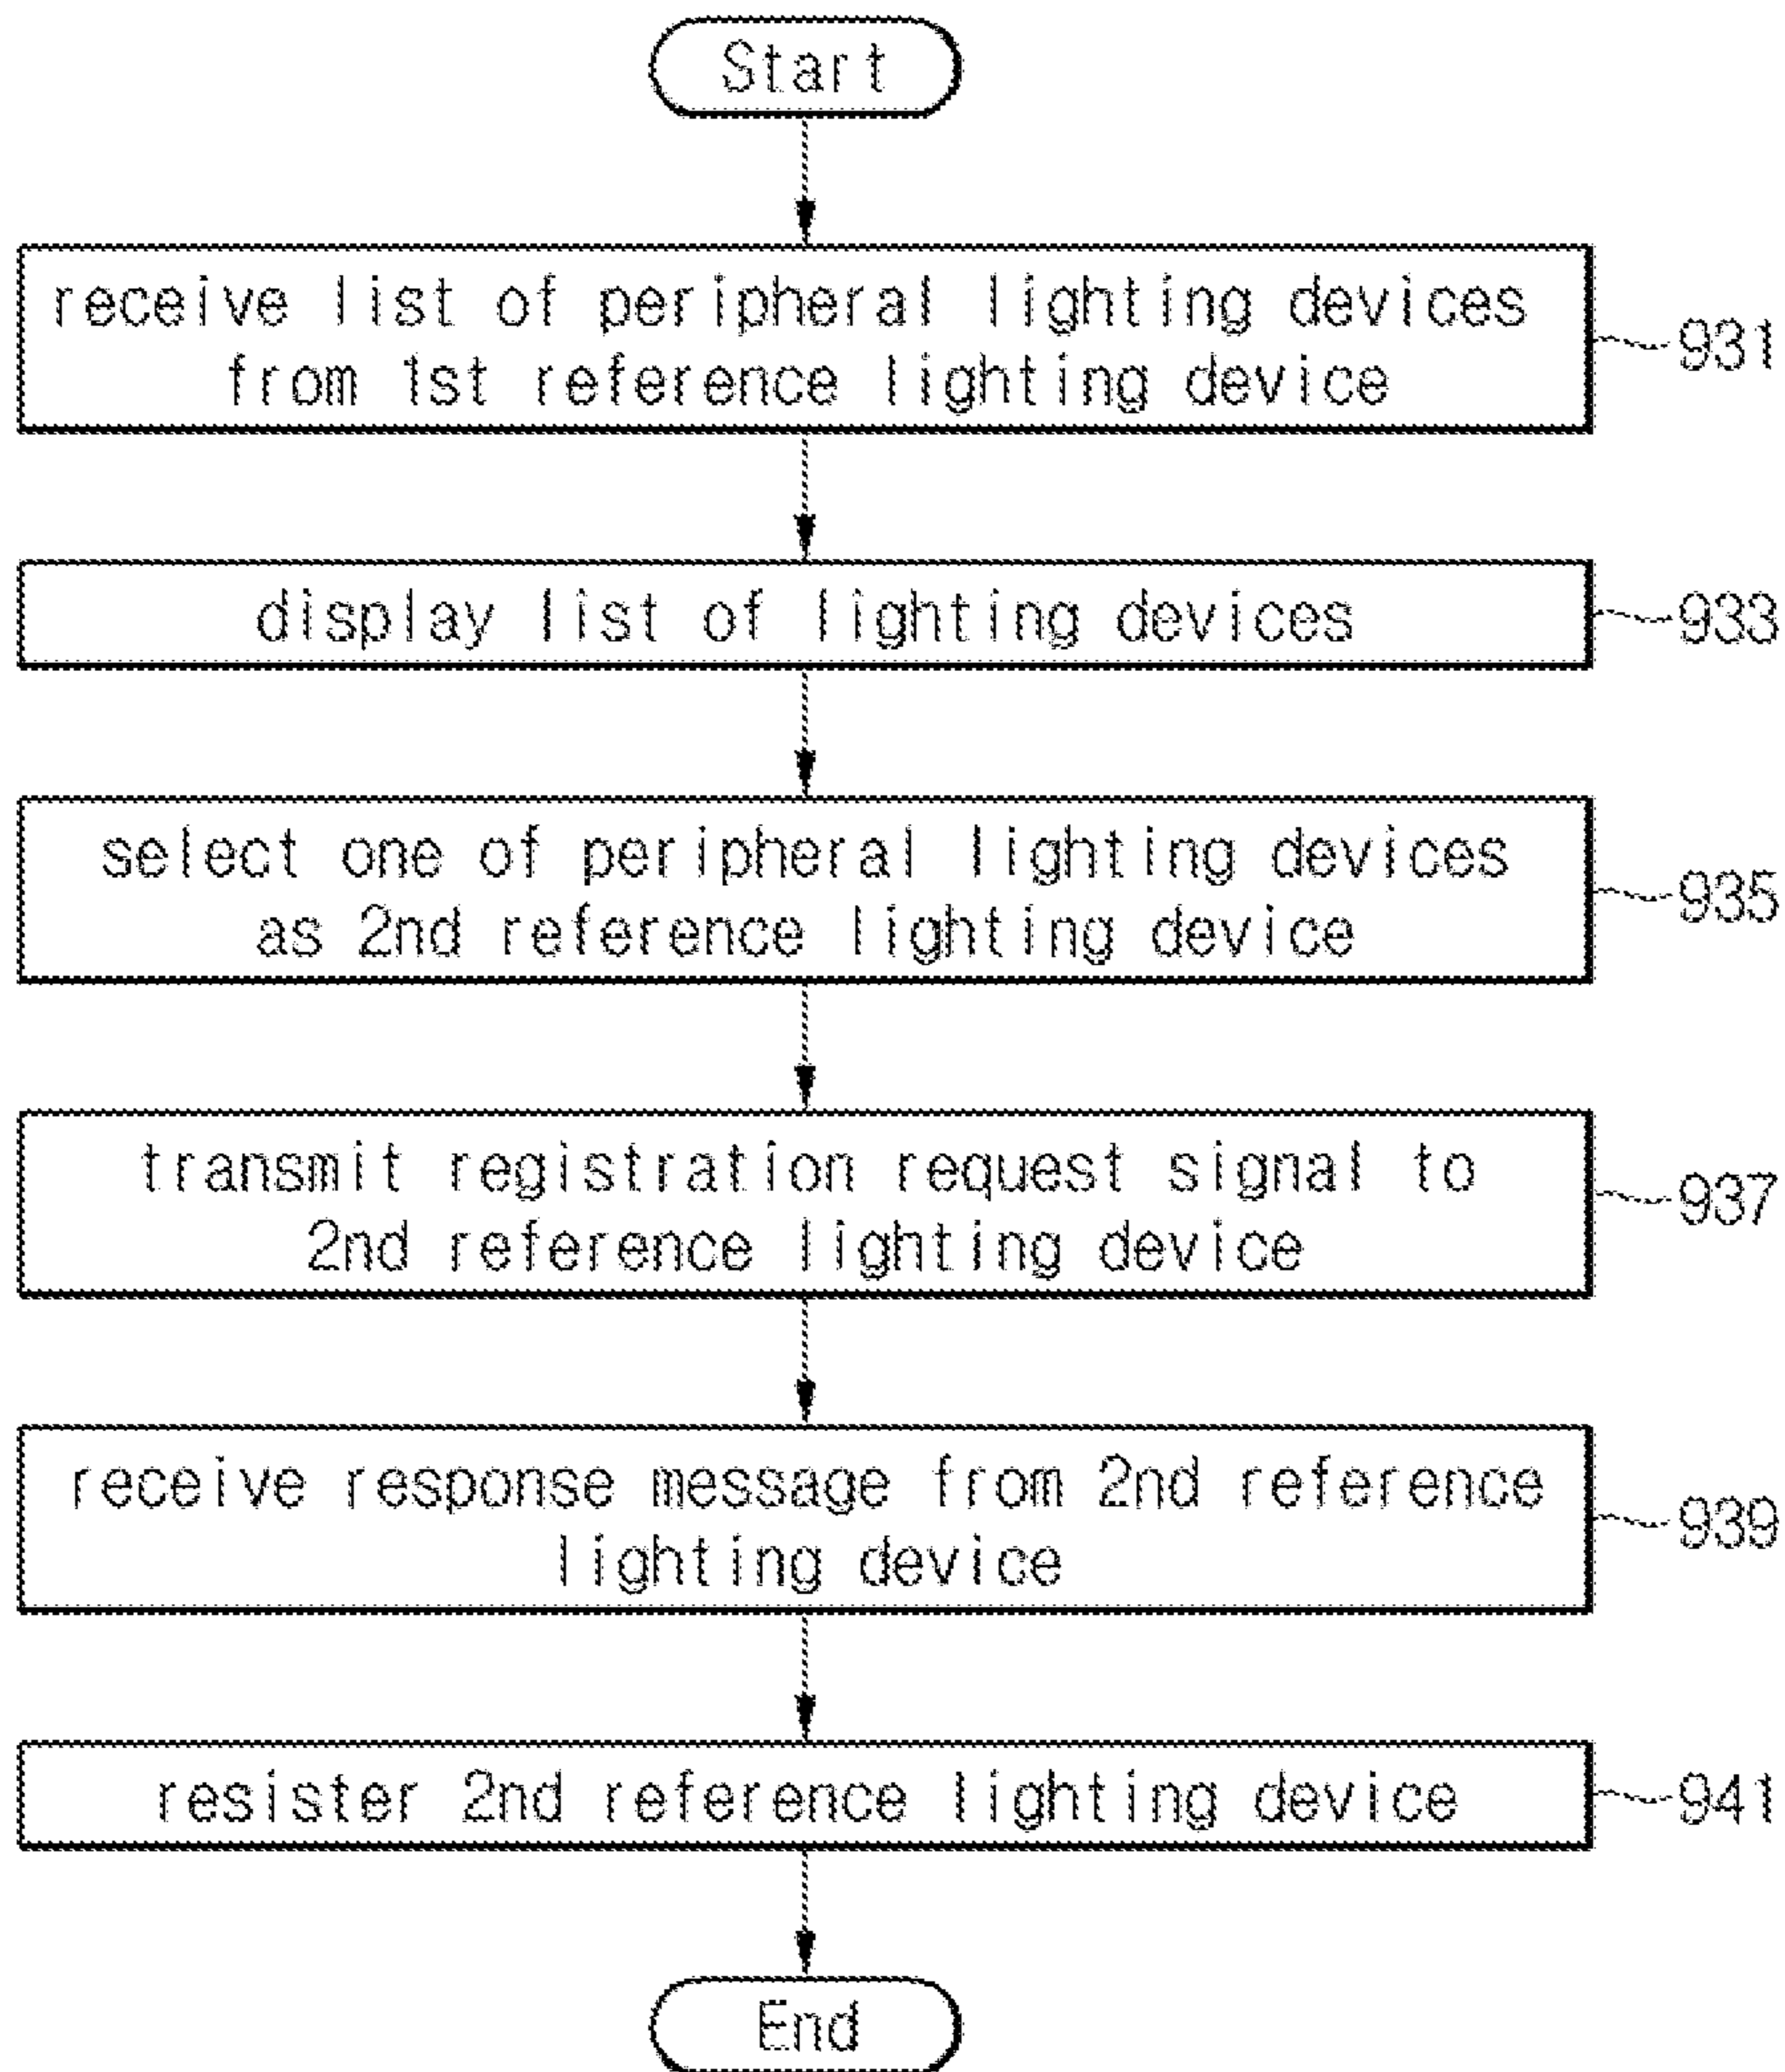 Start
receive list of peripheral lighting devices
from 1st reference lighting device
931
display list of lighting devices
933
select one of peripheral lighting devices
as 2nd reference lighting device
935
transmit registration request signal to
2nd reference lighting device
937
receive response message from 2nd reference
lighting device
939
resister 2nd reference lighting device
941
End